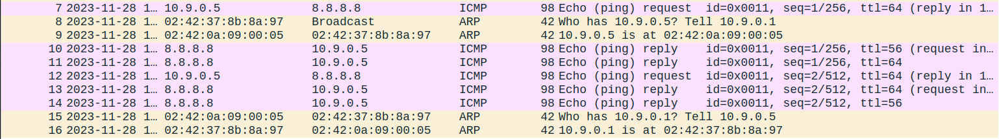 7 2023-11-28 1… 10.9.0.5 8.8.8.8 ICMP 98 Echo (ping) request id=0x0011, seq=1/256, ttl=64 (reply in 1…
8 2023-11-28 1… 02:42:37:8b:8a:97 Broadcast ARP 42 Who has 10.9.0.5? Tell 10.9.0.1
9 2023-11-28 1… 02:42:0a:09:00:05 02:42:37:8b:8a:97 ARP 42 10.9.0.5 is at 02:42:0a:09:00:05
10 2023-11-28 1… 8.8.8.8 10.9.0.5 ICMP 98 Echo (ping) reply id=0x0011, seq=1/256, ttl=56 (request in…
11 2023-11-28 1… 8.8.8.8 10.9.0.5 ICMP 98 Echo (ping) reply id=0x0011, seq=1/256, ttl=64
12 2023-11-28 1… 10.9.0.5 8.8.8.8 ICMP 98 Echo (ping) request id=0x0011, seq=2/512, ttl=64 (reply in 1…
13 2023-11-28 1… 8.8.8.8 10.9.0.5 ICMP 98 Echo (ping) reply id=0x0011, seq=2/512, ttl=64 (request in…
14 2023-11-28 1… 8.8.8.8 10.9.0.5 ICMP 98 Echo (ping) reply id=0x0011, seq=2/512, ttl=56
15 2023-11-28 1… 02:42:0a:09:00:05 02:42:37:8b:8a:97 ARP 42 Who has 10.9.0.1? Tell 10.9.0.5
16 2023-11-28 1… 02:42:37:8b:8a:97 02:42:0a:09:00:05 ARP 42 10.9.0.1 is at 02:42:37:8b:8a:97